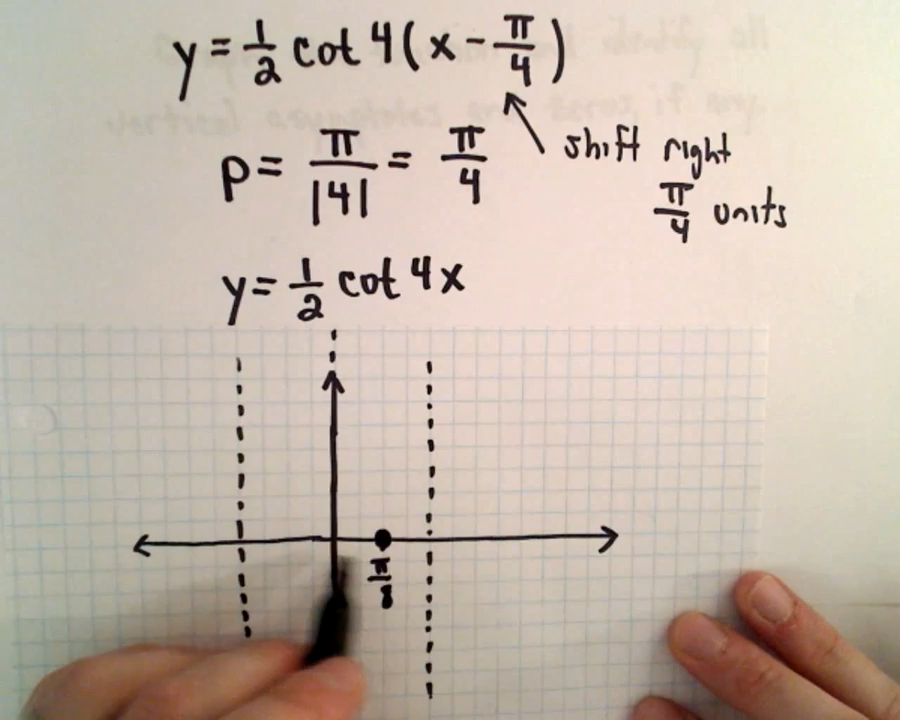 y = 1/2 cot 4(x - π/4)
p = π/|4| = π/4
shift right
π/4 units
y = 1/2 cot 4x
π/8